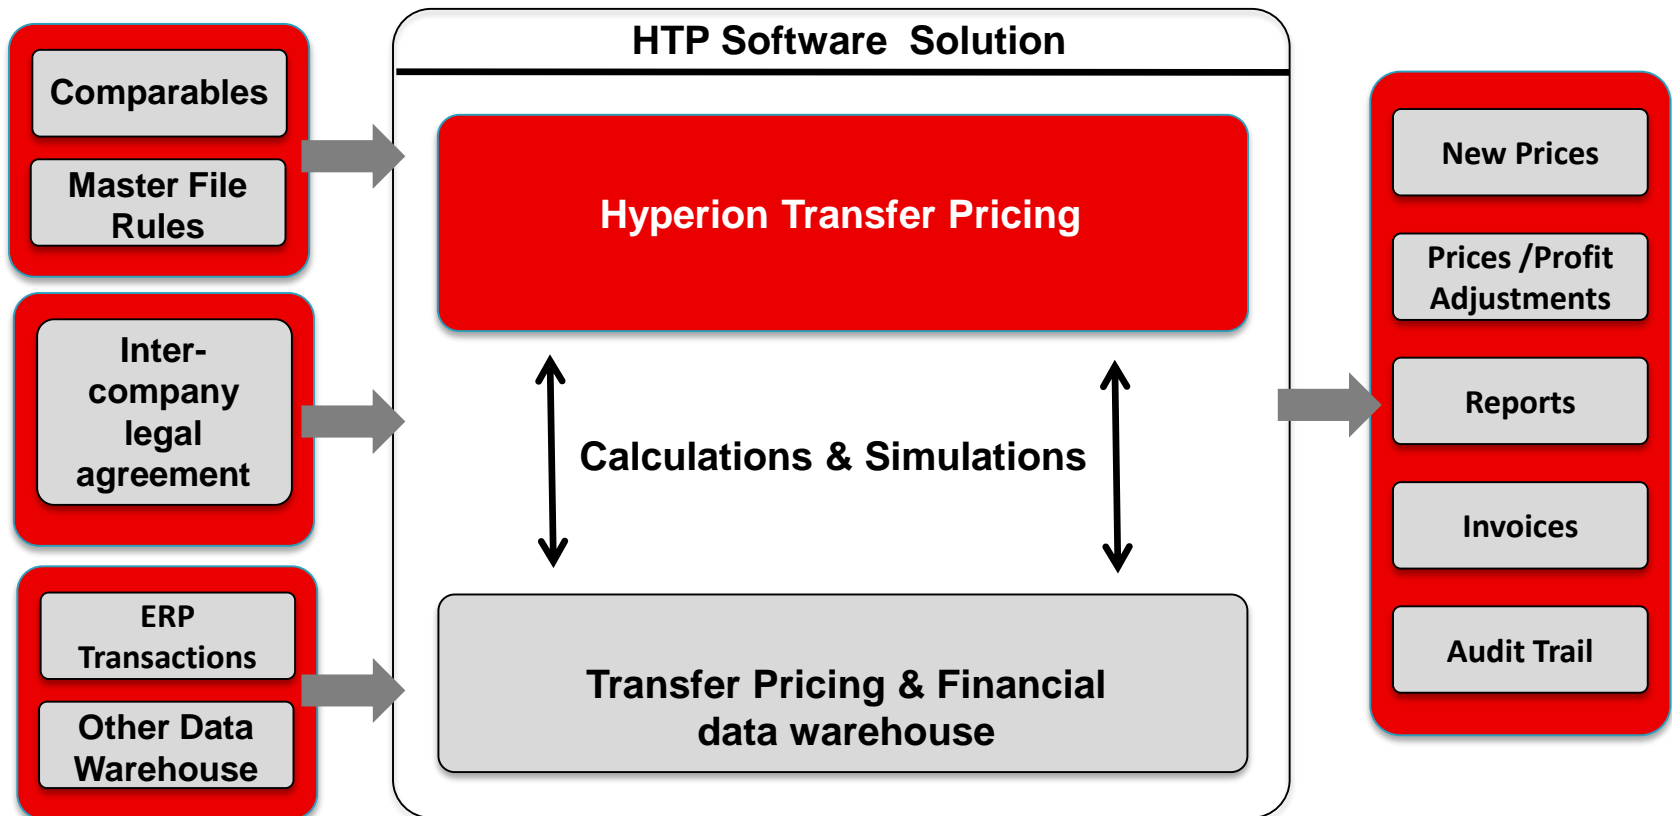 HTP Software  Solution
Comparables
Master File
Rules
Inter-
company
legal
agreement
ERP
Transactions
Other Data
Warehouse
Hyperion Transfer Pricing
Calculations & Simulations
Transfer Pricing & Financial
data warehouse
New Prices
Prices /Profit
Adjustments
Reports
Invoices
Audit Trail